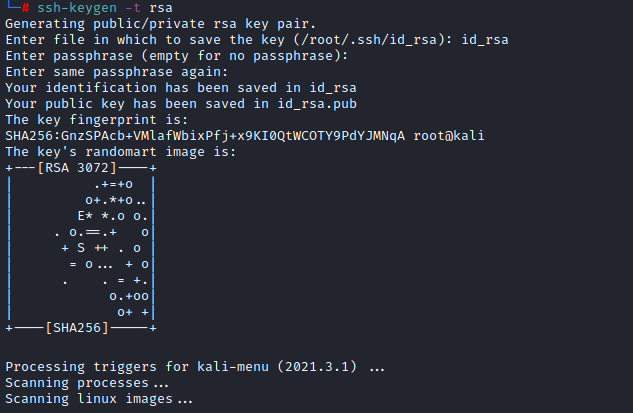 └─# ssh-keygen -t rsa
Generating public/private rsa key pair.
Enter file in which to save the key (/root/.ssh/id_rsa): id_rsa
Enter passphrase (empty for no passphrase):
Enter same passphrase again:
Your identification has been saved in id_rsa
Your public key has been saved in id_rsa.pub
The key fingerprint is:
SHA256:GnzSPAcb+VMlafWbixPfj+x9KI0QtWCOTY9PdYJMNqA root@kali
The key's randomart image is:
+---[RSA 3072]----+
|          .+=+o  |
|         o+.*+o..|
|        E* *.o o.|
|     . o.==.+   o|
|      + S ++ . o |
|       = o... + o|
|      .    . = +.|
|            o.+oo|
|             o+ +|
+----[SHA256]-----+
Processing triggers for kali-menu (2021.3.1) ...
Scanning processes...
Scanning linux images...